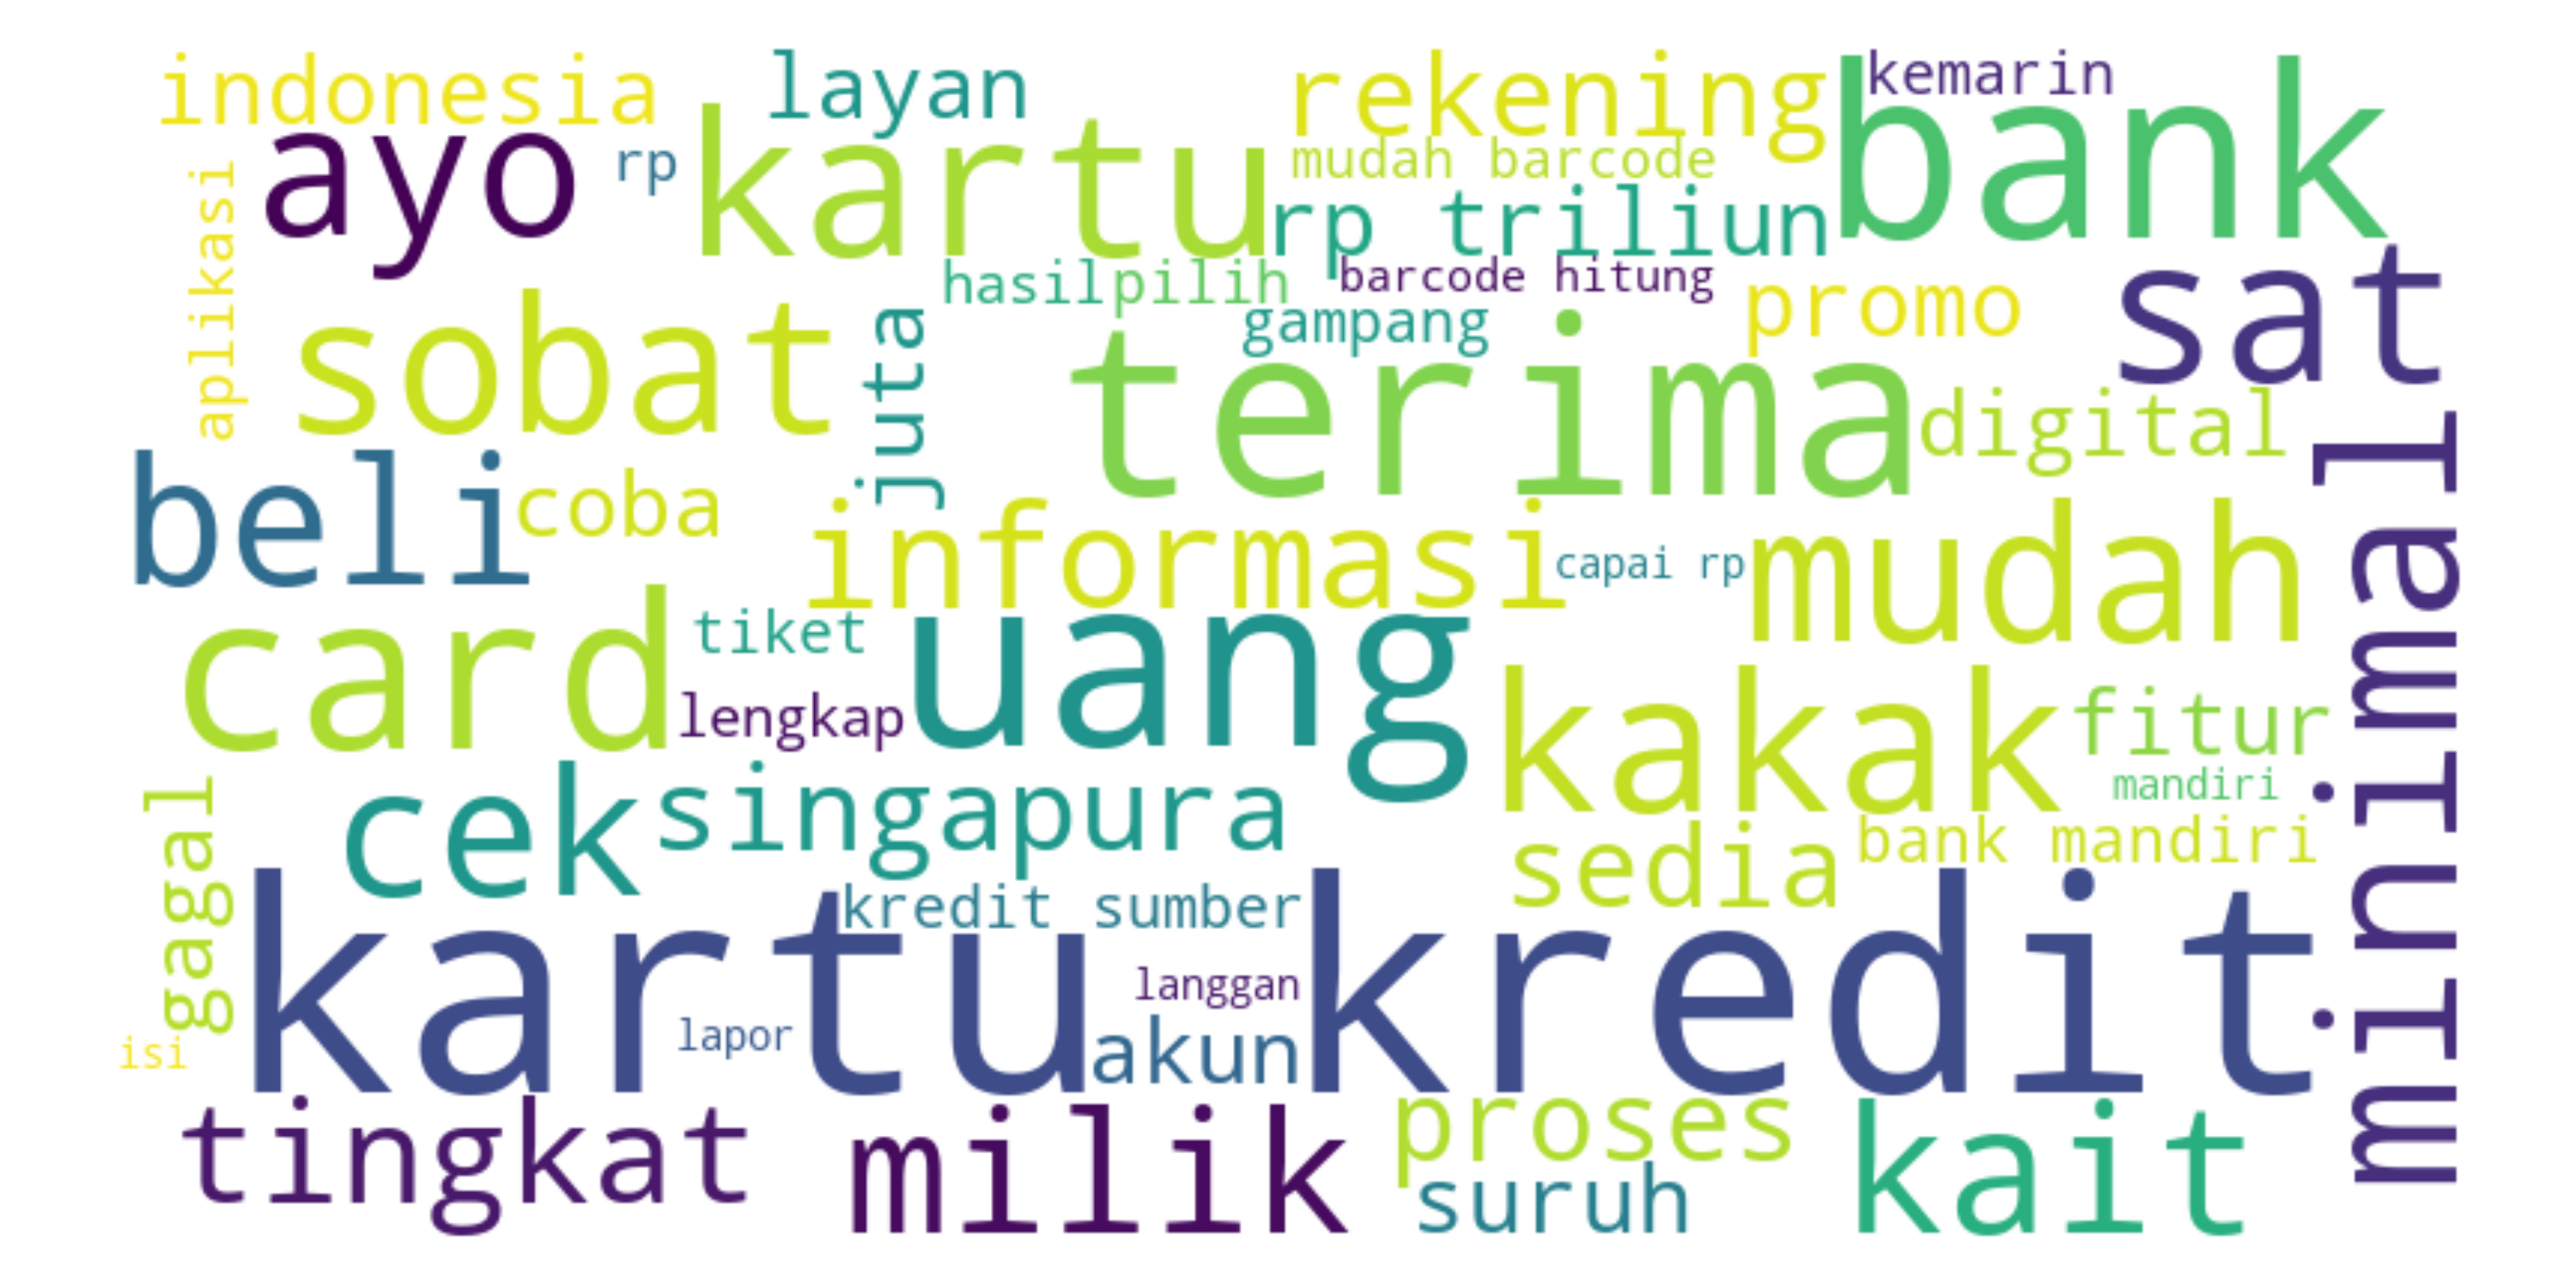 indonesia
layan
rekening
kemarin
bank
ayo
rp
kartu
mudah barcode
rp triliun
aplikasi
hasil
pilih
barcode hitung
sat
sobat
juta
gampang
promo
terima
digital
beli
coba
informasi
capai rp
mudah
minimal
card
tiket
uang
lengkap
kakak
fitur
mandiri
cek
singapura
sedia
bank mandiri
gagal
kredit sumber
kartu kredit
langgan
lapor
akun
isi
tingkat
milik
proses
suruh
kait